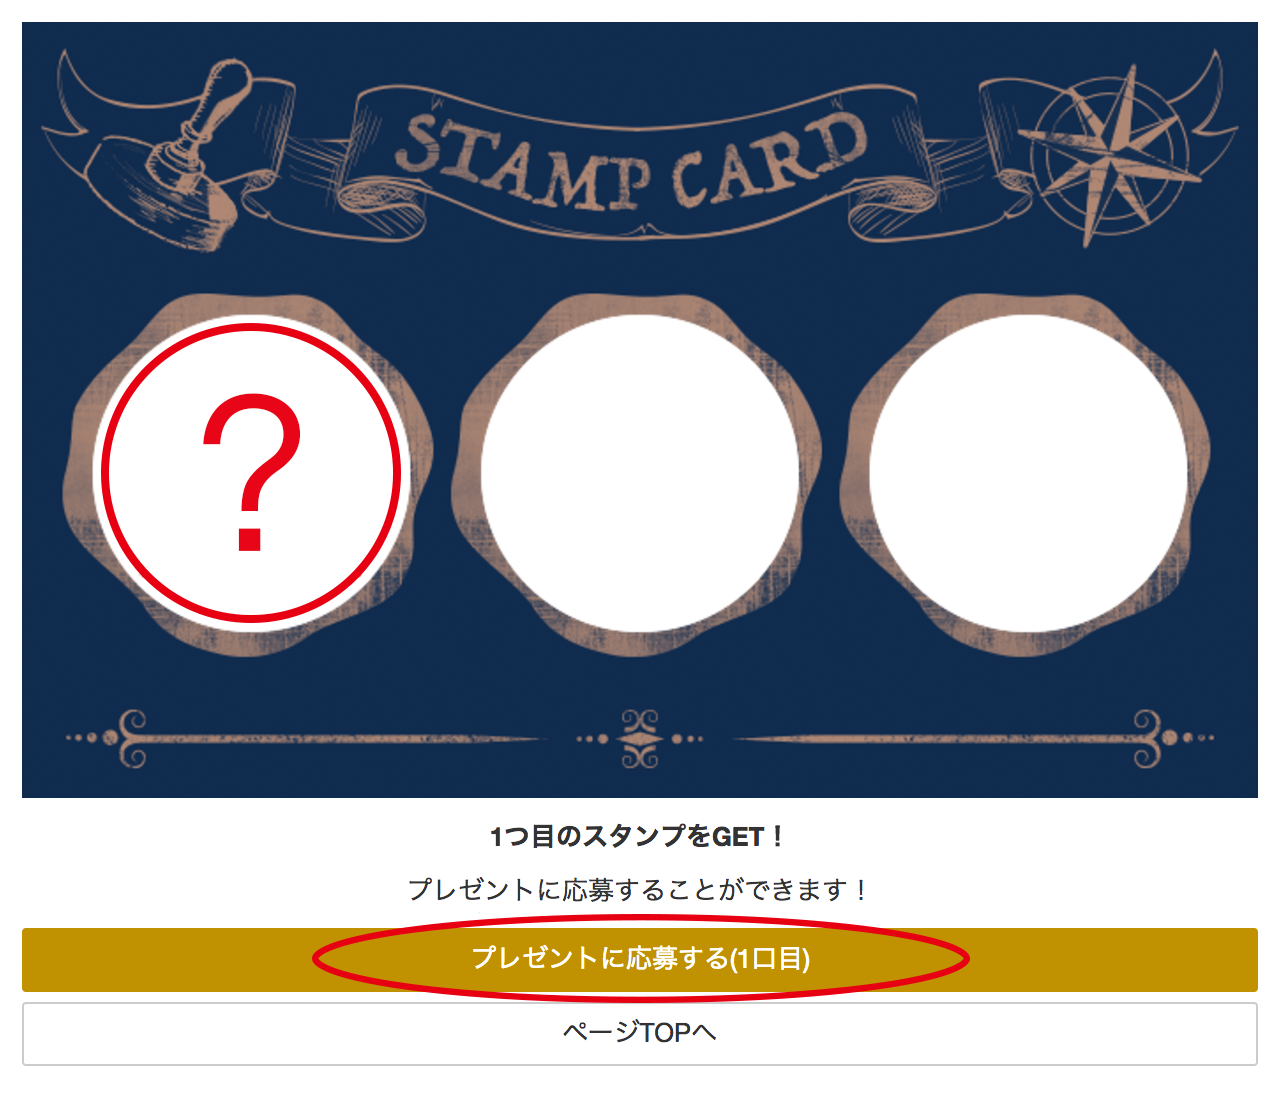 STAMP CARD
?
1つ目のスタンプをGET！
プレゼントに応募することができます！
プレゼントに応募する(1口目)
ページTOPへ